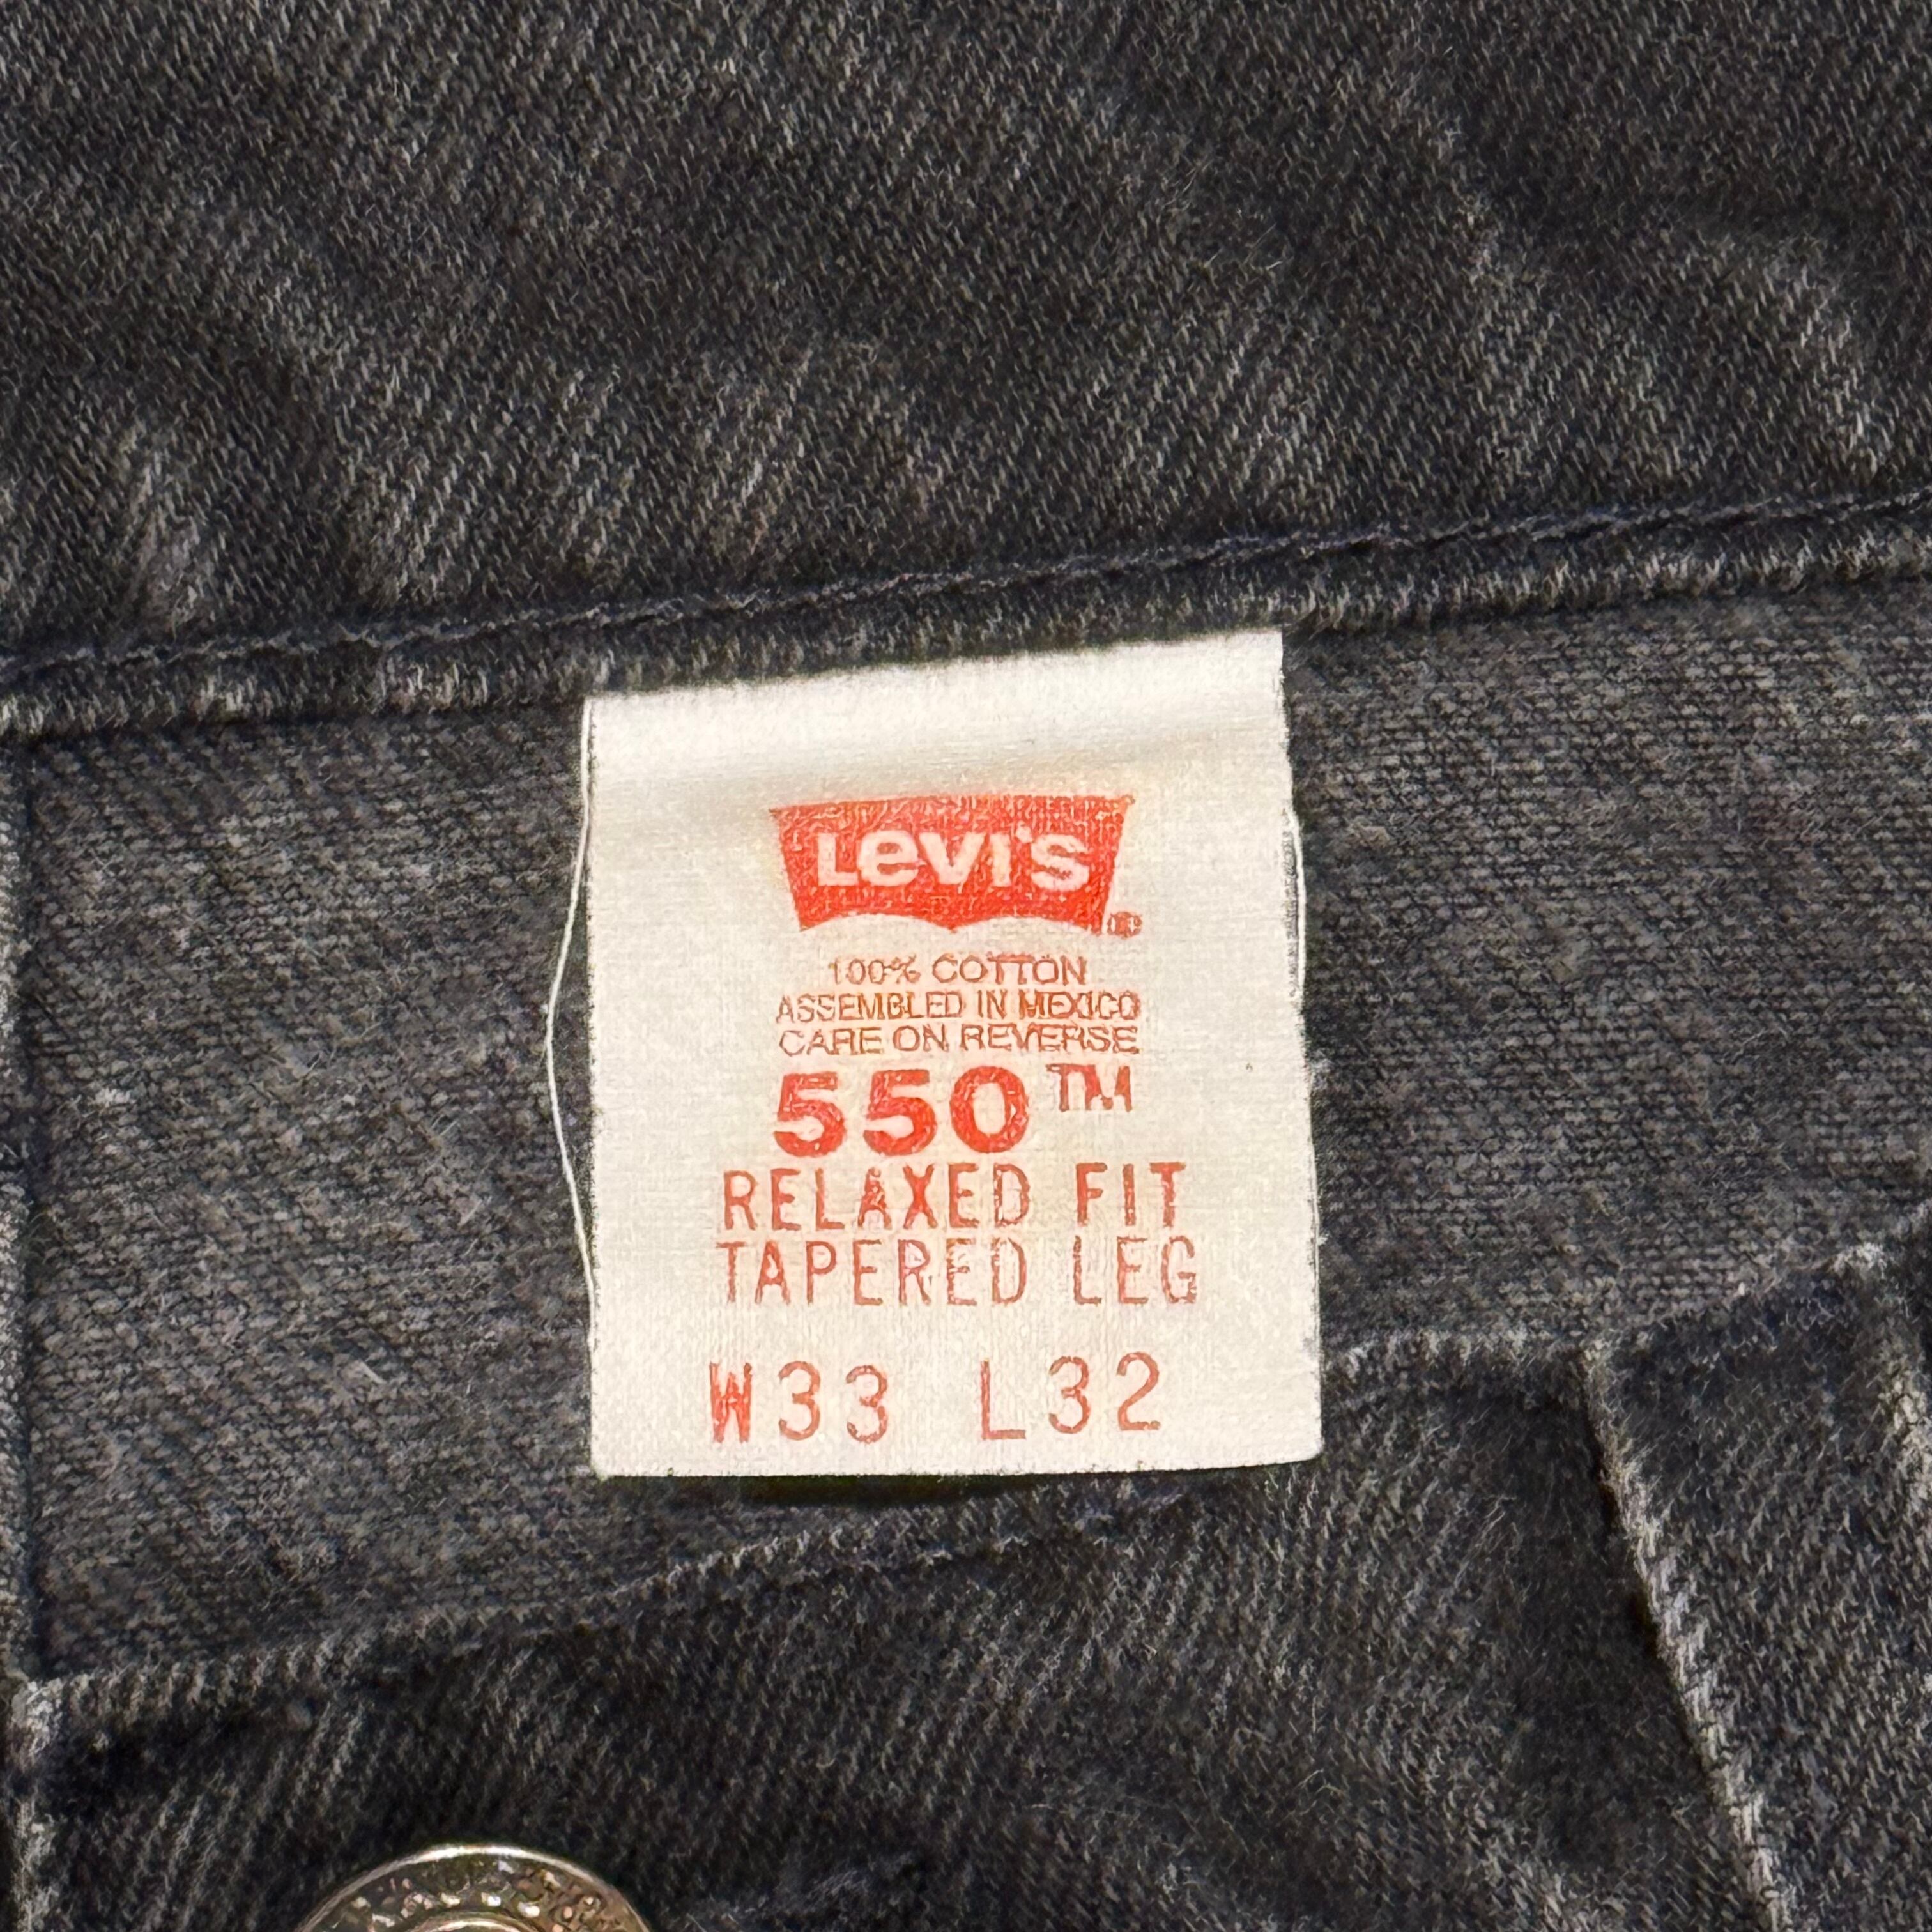 Levi's
100% COTTON
ASSEMBLED IN MEXICO
CARE ON REVERSE
550™
RELAXED FIT
TAPERED LEG
W33 L32